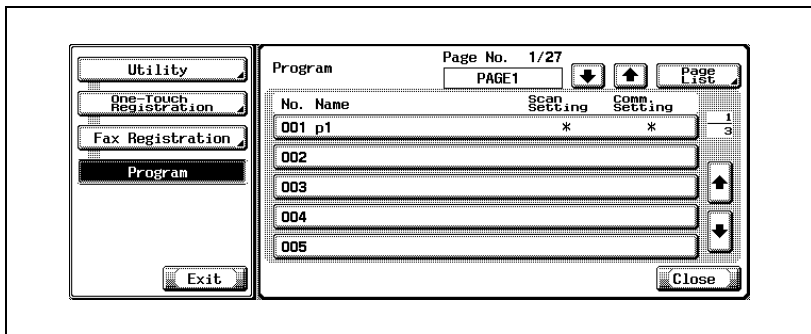 Utility
One-Touch
Registration
Fax Registration
Program
Exit
Program
Page No. 1/27
PAGE1
Page
List
No. Name
Scan
Setting
Comm.
Setting
001 p1 * *
1
3
002
003
004
005
Close